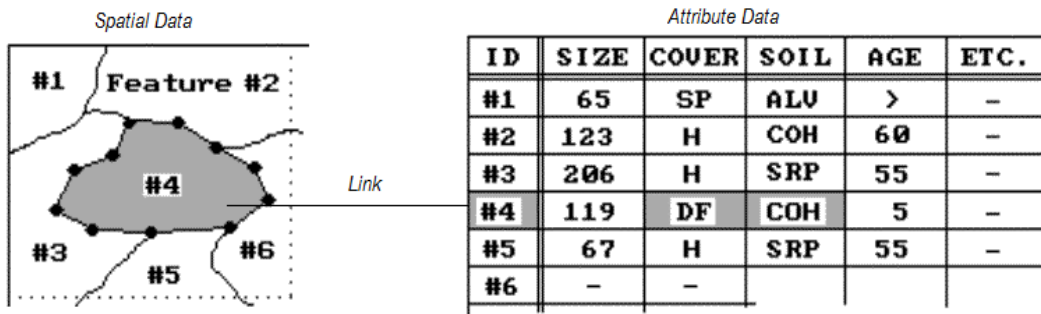 Spatial Data
Attribute Data
#1 Feature #2
#4
#3
#5
#6
Link
ID SIZE COVER SOIL AGE ETC.
#1 65 SP ALV > –
#2 123 H COH 60 –
#3 206 H SRP 55 –
#4 119 DF COH 5 –
#5 67 H SRP 55 –
#6 – –